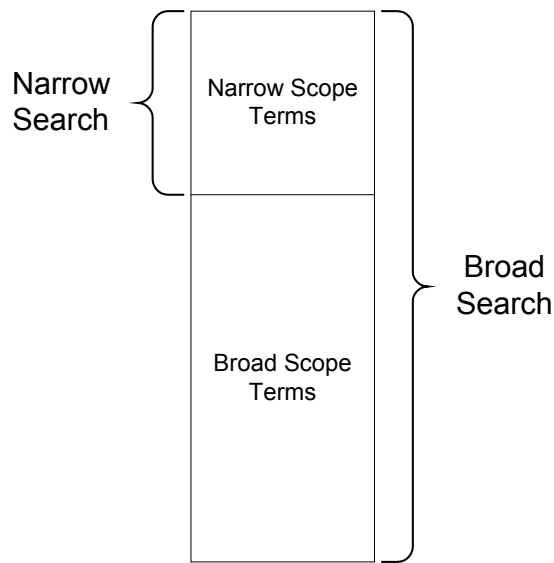 Narrow
Search
Narrow Scope
Terms
Broad
Search
Broad Scope
Terms